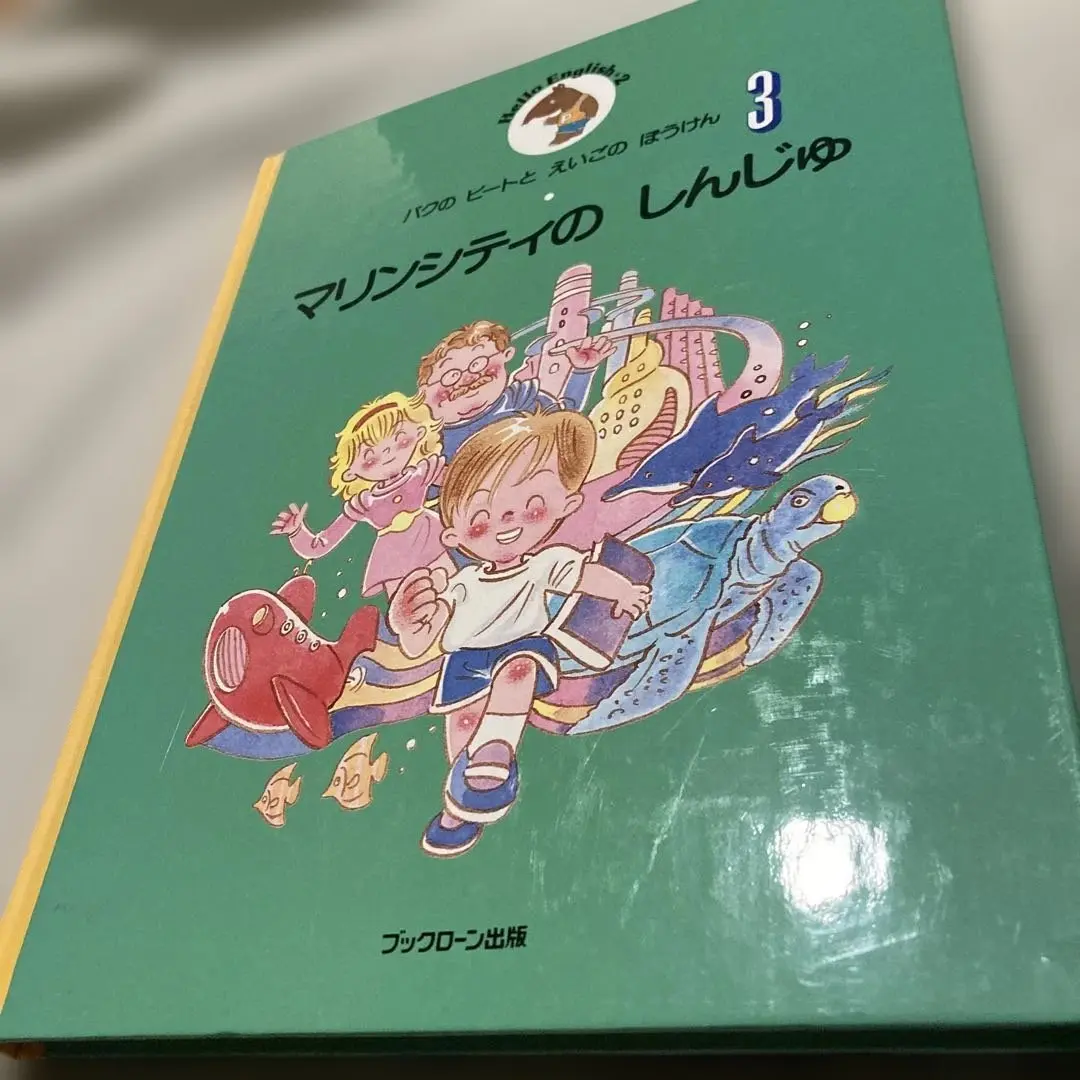 Hello English・2
P
バクの ピートと えいごの ぼうけん
3
マリンシティの しんじゅ
ブックローン出版